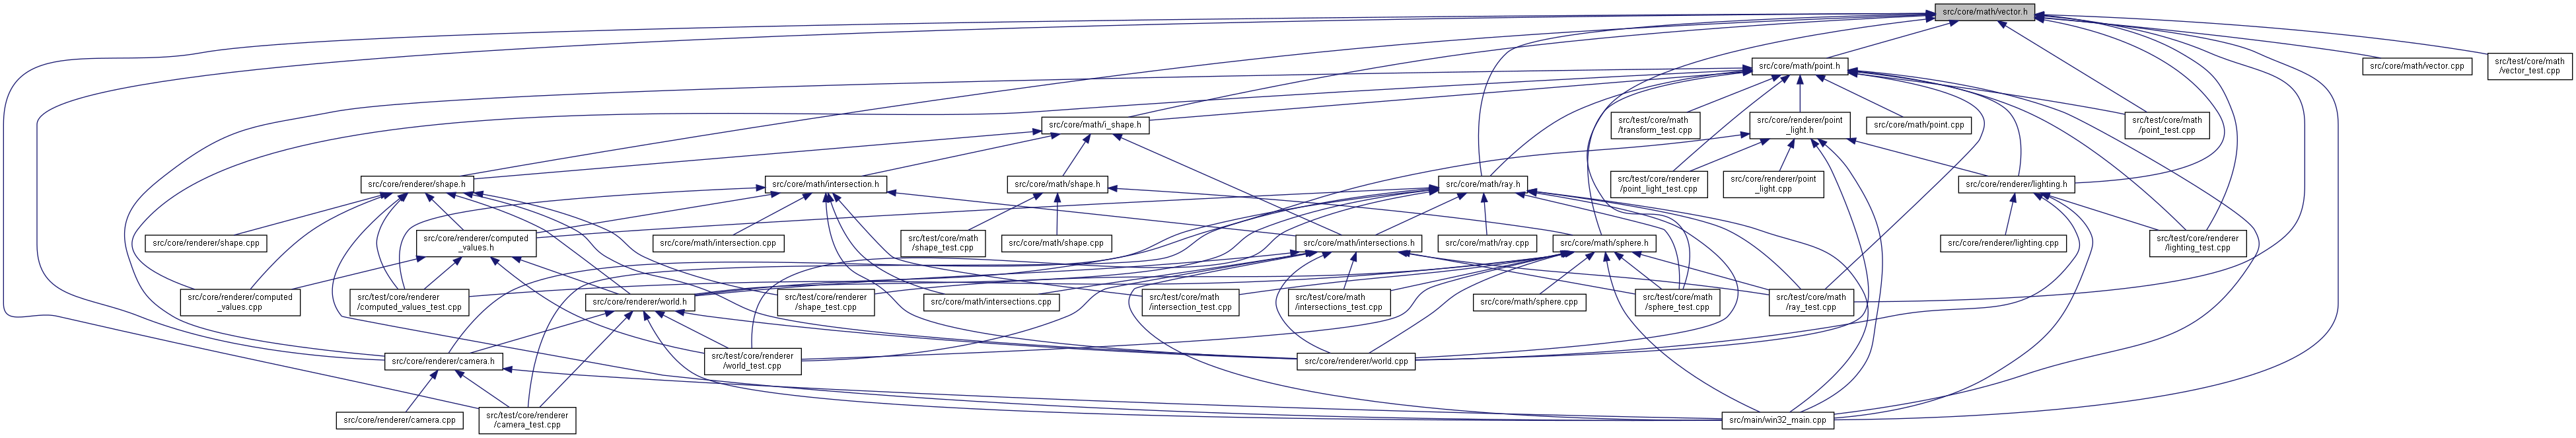 src/core/math/vector.h
src/core/math/point.h
src/core/math/vector.cpp
src/test/core/math
/vector_test.cpp
src/core/math/i_shape.h
src/test/core/math
/transform_test.cpp
src/core/renderer/point
_light.h
src/core/math/point.cpp
src/test/core/math
/point_test.cpp
src/core/renderer/shape.h
src/core/math/intersection.h
src/core/math/shape.h
src/core/math/ray.h
src/test/core/renderer
/point_light_test.cpp
src/core/renderer/point
_light.cpp
src/core/renderer/lighting.h
src/core/renderer/shape.cpp
src/core/renderer/computed
_values.h
src/core/math/intersection.cpp
src/test/core/math
/shape_test.cpp
src/core/math/shape.cpp
src/core/math/intersections.h
src/core/math/ray.cpp
src/core/math/sphere.h
src/core/renderer/lighting.cpp
src/test/core/renderer
/lighting_test.cpp
src/core/renderer/computed
_values.cpp
src/test/core/renderer
/computed_values_test.cpp
src/core/renderer/world.h
src/test/core/renderer
/shape_test.cpp
src/core/math/intersections.cpp
src/test/core/math
/intersection_test.cpp
src/test/core/math
/intersections_test.cpp
src/core/math/sphere.cpp
src/test/core/math
/sphere_test.cpp
src/test/core/math
/ray_test.cpp
src/core/renderer/camera.h
src/test/core/renderer
/world_test.cpp
src/core/renderer/world.cpp
src/core/renderer/camera.cpp
src/test/core/renderer
/camera_test.cpp
src/main/win32_main.cpp